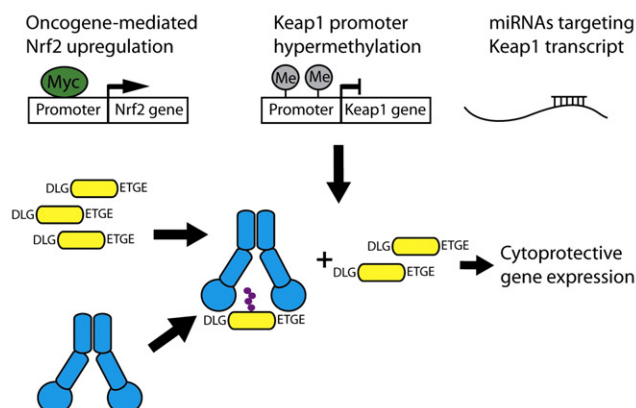 Oncogene-mediated
Nrf2 upregulation
Keap1 promoter
hypermethylation
miRNAs targeting
Keap1 transcript
Myc
Promoter Nrf2 gene
Me Me
Promoter Keap1 gene
DLG ETGE
DLG ETGE
DLG ETGE
+
DLG ETGE
DLG ETGE
Cytoprotective
gene expression
DLG ETGE